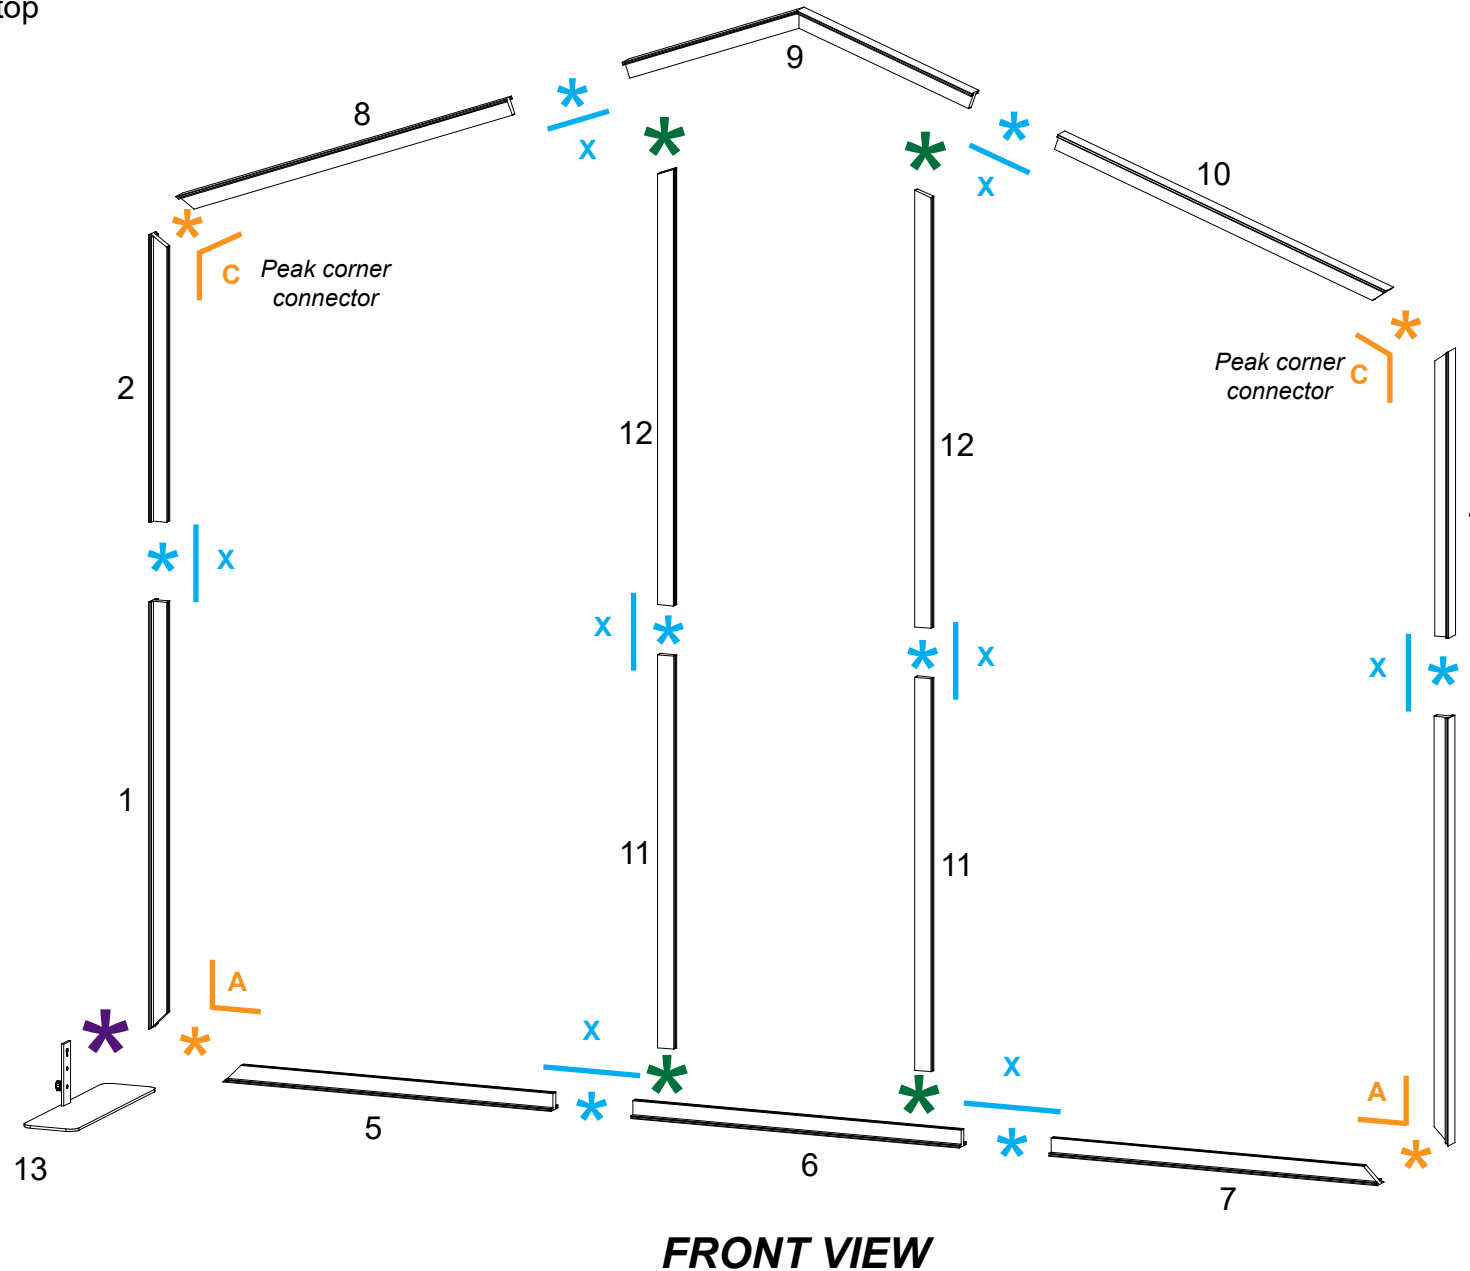 top
9
8
X
X
10
C Peak corner
connector
Peak corner C
connector
2
12
12
X
X
X
X
1
11
11
A
X
X
A
5
6
7
13
FRONT VIEW